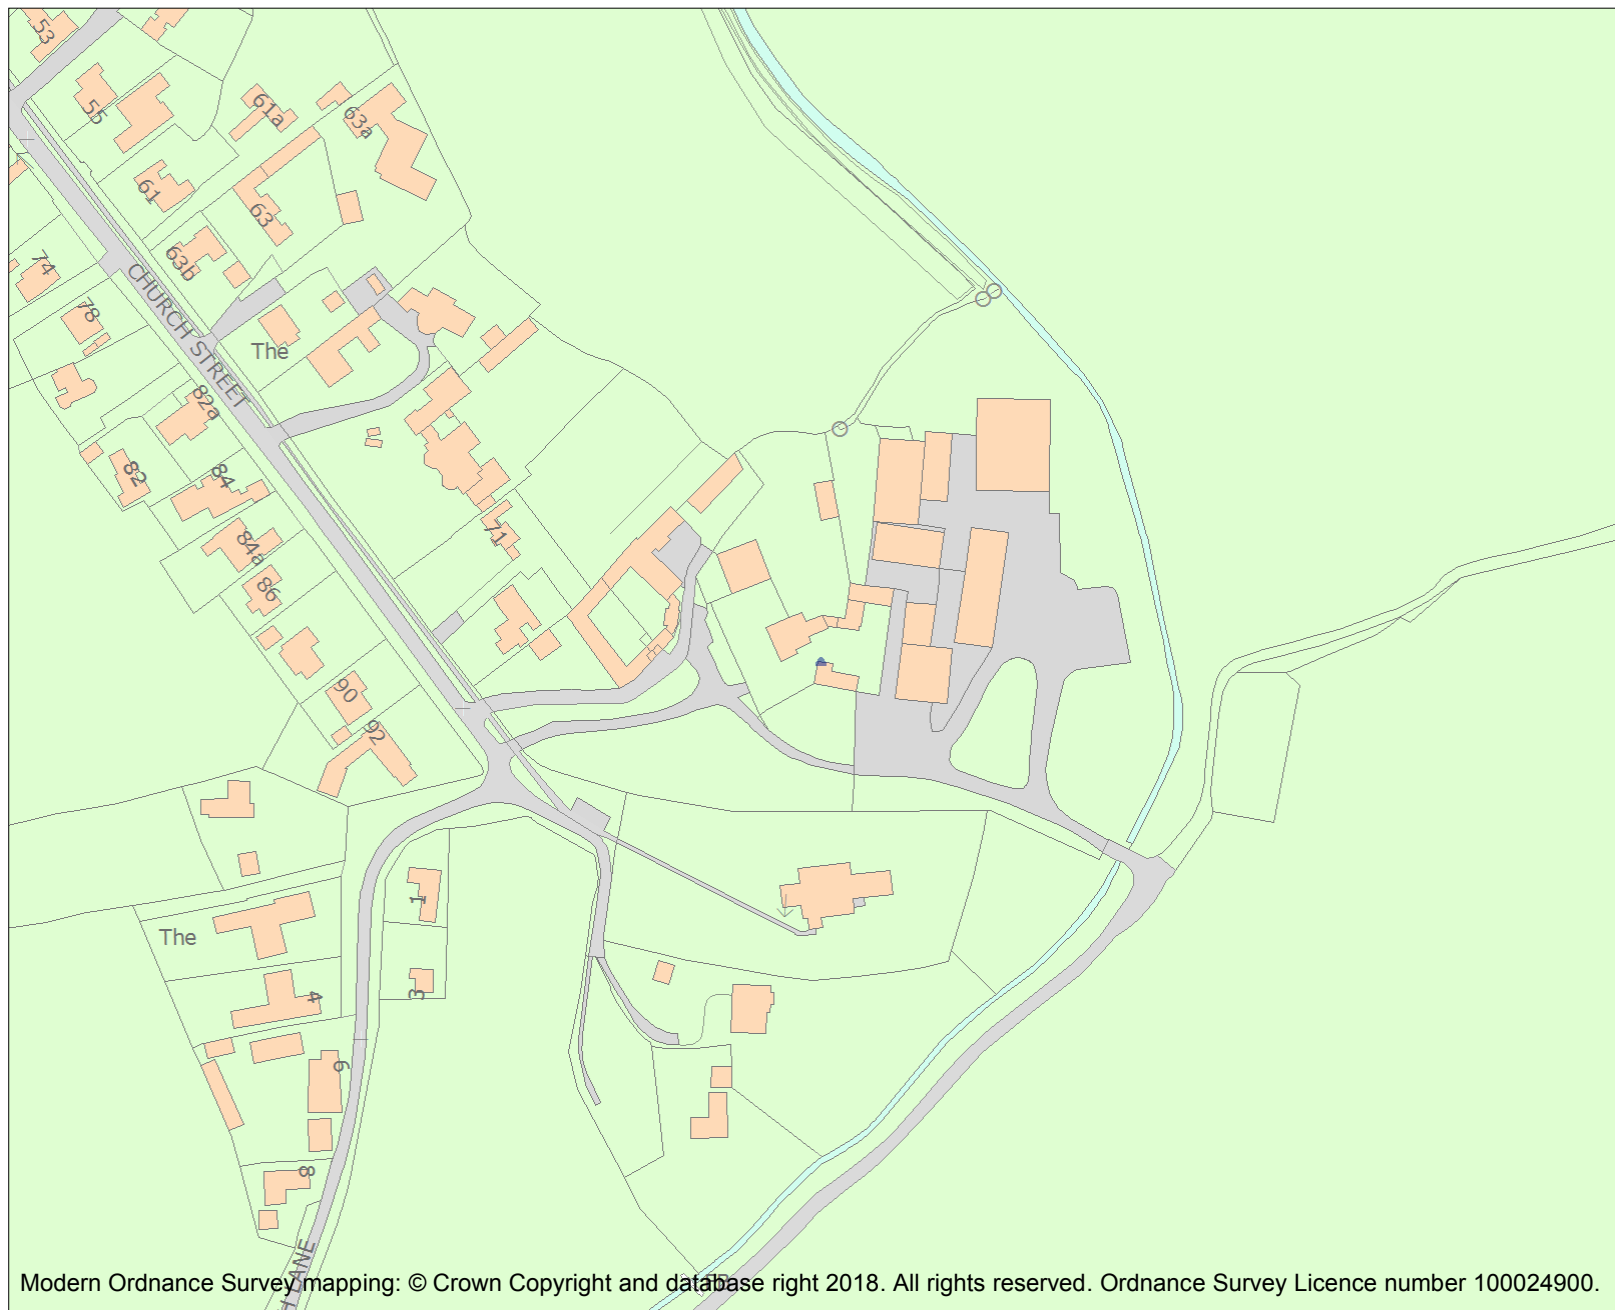 53
55
61a
63a
61
63
63b
74
78
CHURCH STREET
The
82a
82
84
71
84a
86
90
92
1
The
3
4
6
8
LANE
Modern Ordnance Survey mapping: © Crown Copyright and database right 2018. All rights reserved. Ordnance Survey Licence number 100024900.